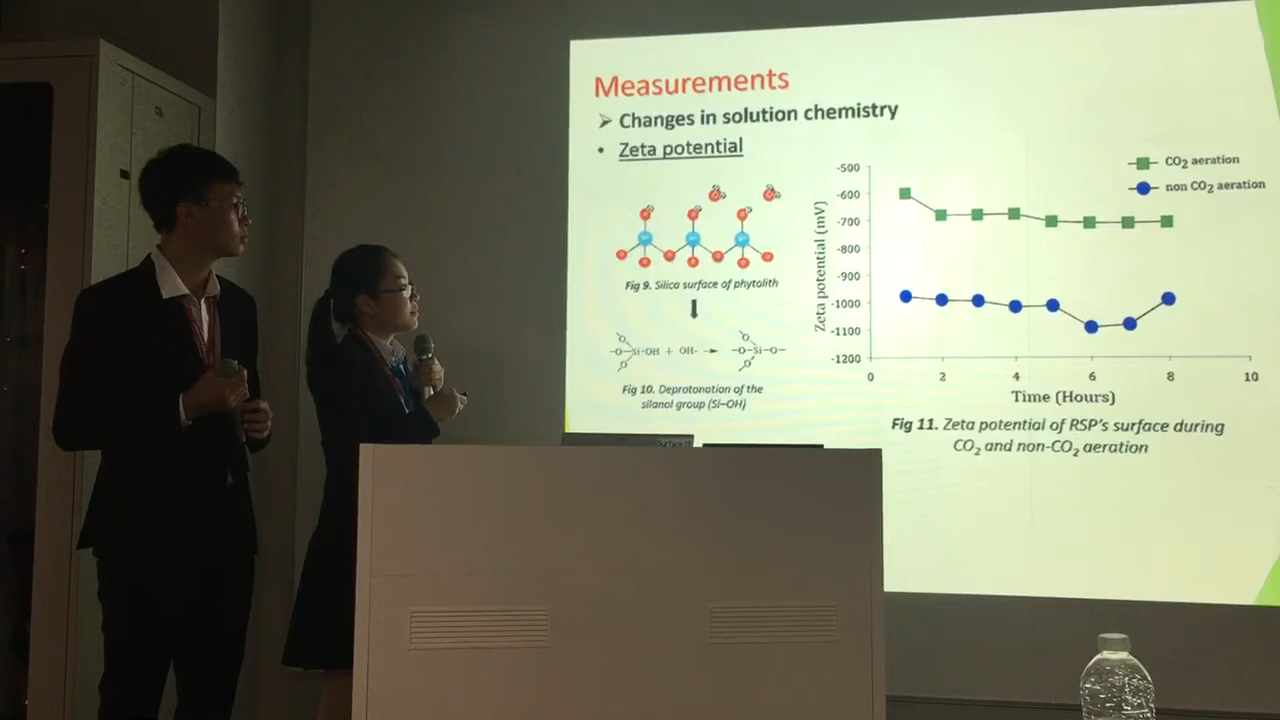 Measurements
➤ Changes in solution chemistry
• Zeta potential
Fig 9. Silica surface of phytolith
-O-Si-OH + OH- → -O-Si-O-
Fig 10. Deprotonation of the
silanol group (Si–OH)
CO₂ aeration
non CO₂ aeration
Zeta potential (mV)
-500
-600
-700
-800
-900
-1000
-1100
-1200
0 2 4 6 8 10
Time (Hours)
Fig 11. Zeta potential of RSP's surface during
CO₂ and non-CO₂ aeration
Surface